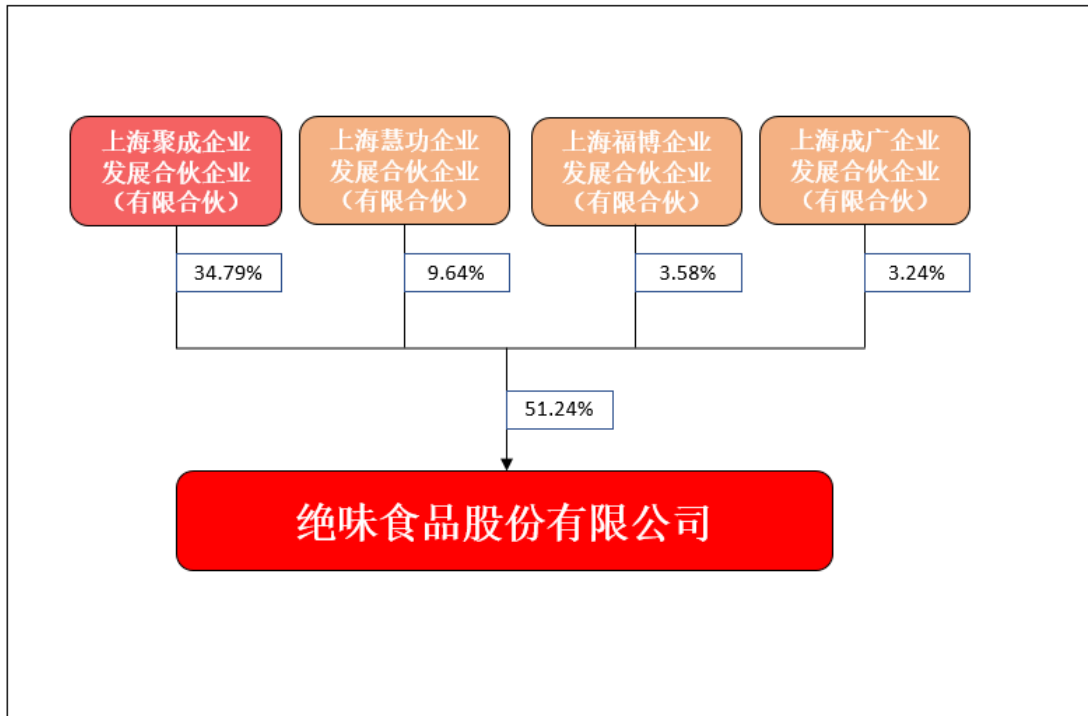 上海聚成企业
发展合伙企业
（有限合伙）
上海慧功企业
发展合伙企业
（有限合伙）
上海福博企业
发展合伙企业
（有限合伙）
上海成广企业
发展合伙企业
（有限合伙）
34.79%
9.64%
3.58%
3.24%
51.24%
绝味食品股份有限公司